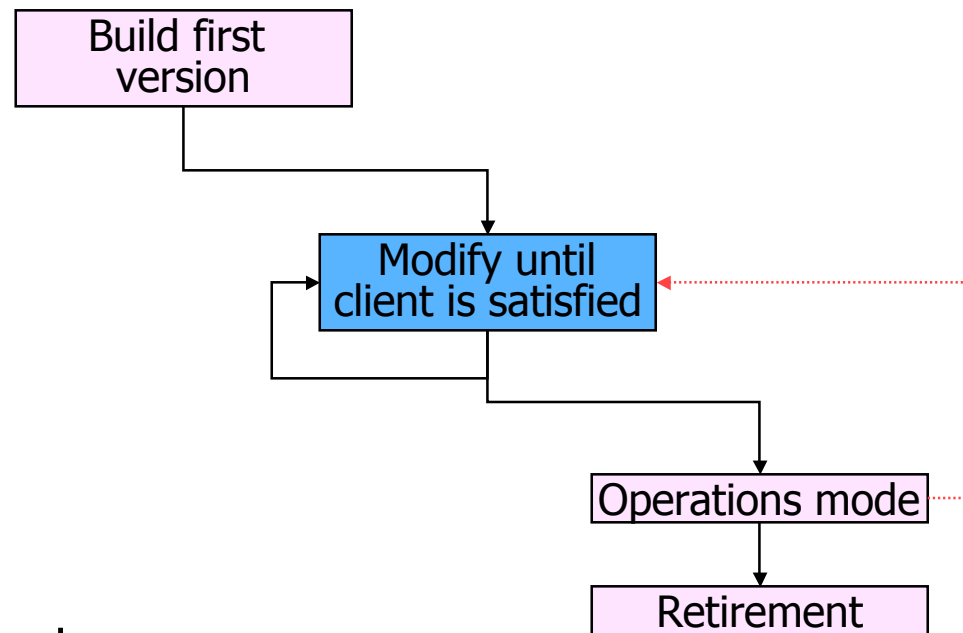 Build first
version
Modify until
client is satisfied
Operations mode
Retirement